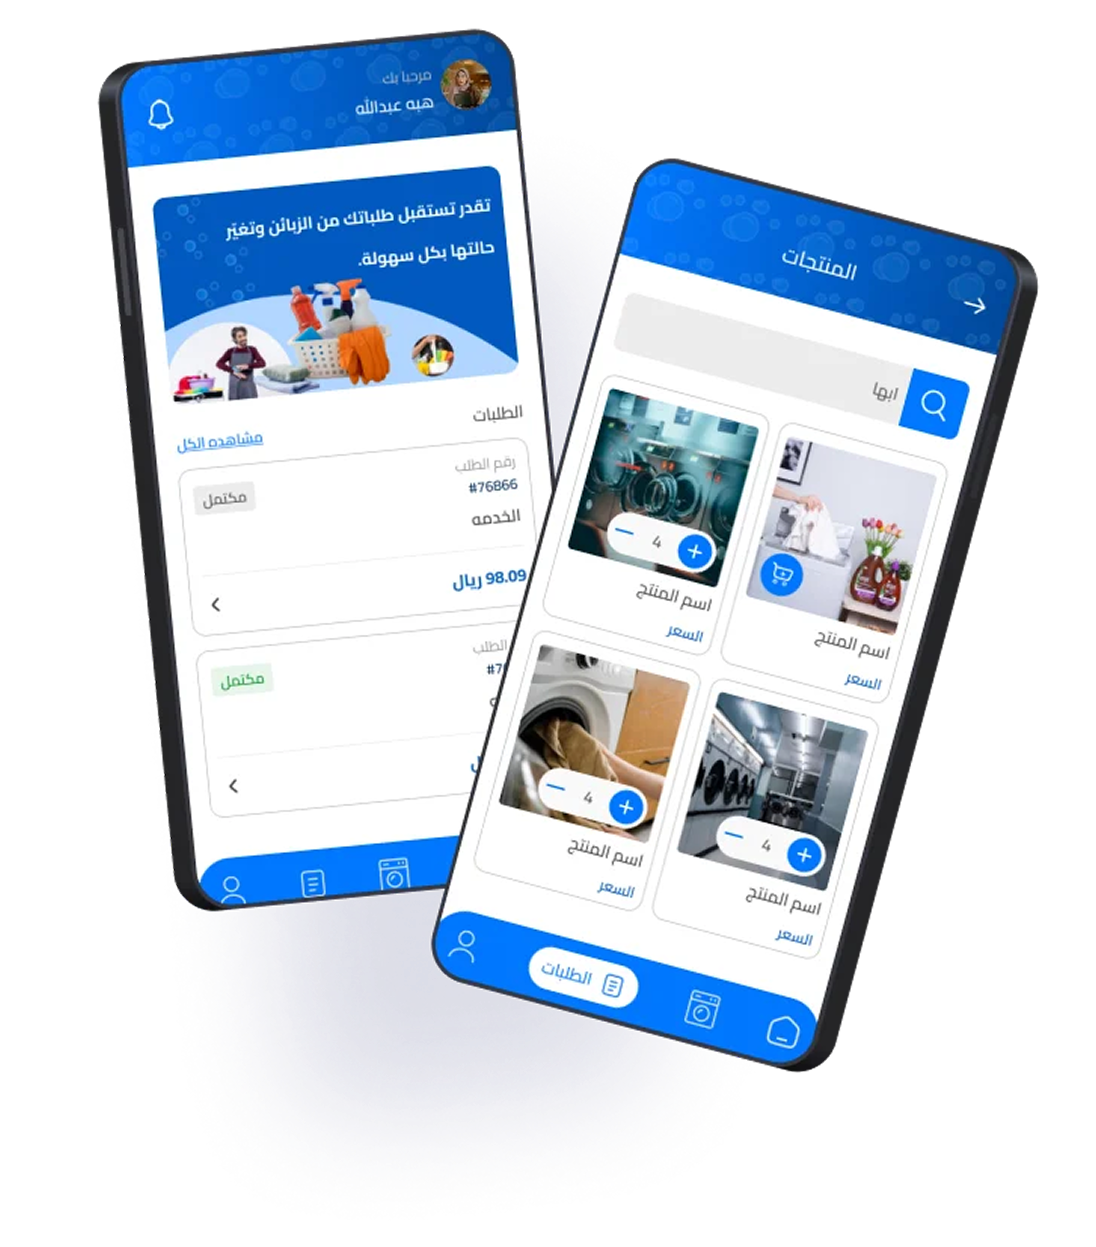 مرحبا بك
هبه عبدالله
تقدر تستقبل طلباتك من الزبائن وتغيّر
حالتها بكل سهولة.
الطلبات
مشاهده الكل
رقم الطلب
#76866
مكتمل
الخدمه
98.09 ريال
الطلب
مكتمل
المنتجات
ابها
اسم المنتج
السعر
4
اسم المنتج
السعر
4
اسم المنتج
السعر
4
اسم المنتج
السعر
الطلبات